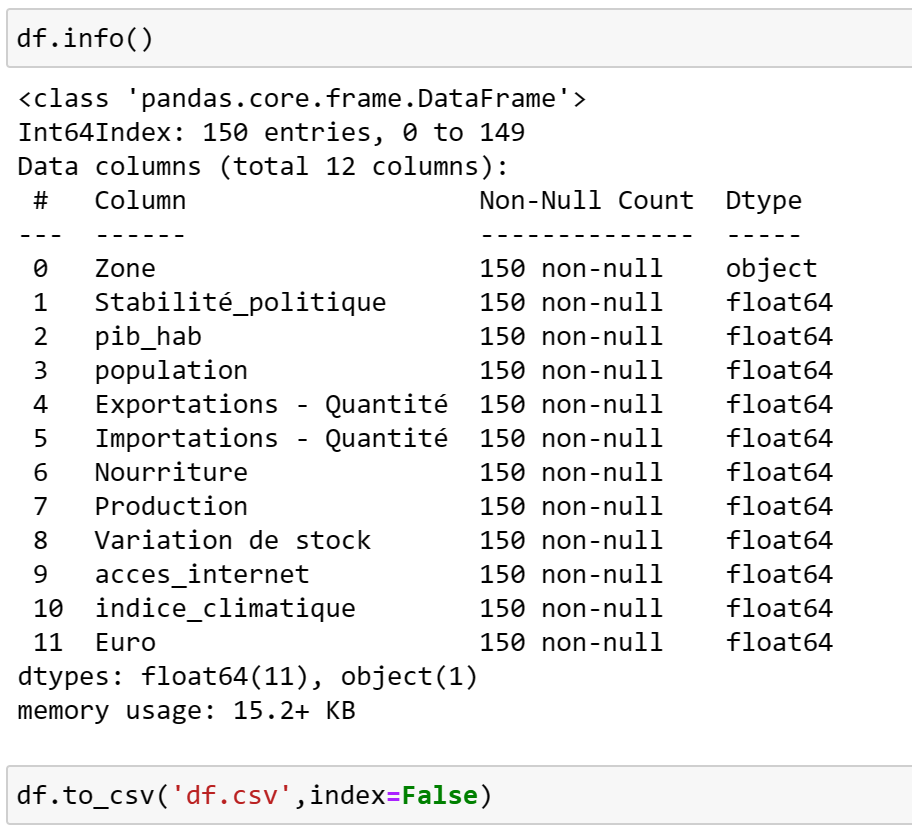 df.info()
<class 'pandas.core.frame.DataFrame'>
Int64Index: 150 entries, 0 to 149
Data columns (total 12 columns):
 #   Column                   Non-Null Count  Dtype
---  ------                   --------------  -----
 0   Zone                     150 non-null    object
 1   Stabilité_politique      150 non-null    float64
 2   pib_hab                  150 non-null    float64
 3   population               150 non-null    float64
 4   Exportations - Quantité  150 non-null    float64
 5   Importations - Quantité  150 non-null    float64
 6   Nourriture               150 non-null    float64
 7   Production               150 non-null    float64
 8   Variation de stock       150 non-null    float64
 9   acces_internet           150 non-null    float64
 10  indice_climatique        150 non-null    float64
 11  Euro                     150 non-null    float64
dtypes: float64(11), object(1)
memory usage: 15.2+ KB
df.to_csv('df.csv',index=False)